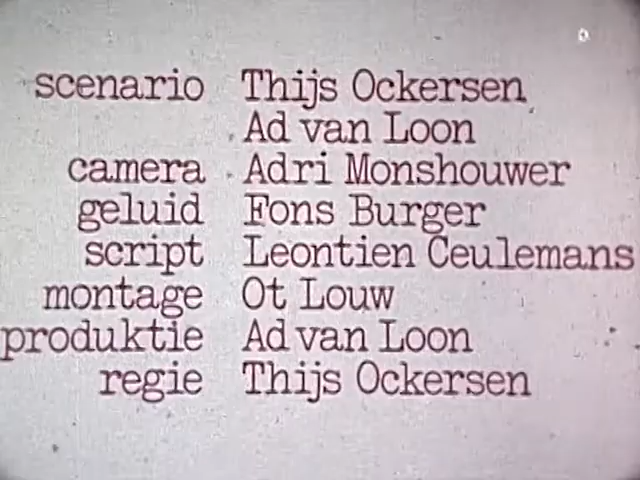 scenario Thijs Ockersen
Ad van Loon
camera Adri Monshouwer
geluid Fons Burger
script Leontien Ceulemans
montage Ot Louw
produktie Ad van Loon
regie Thijs Ockersen